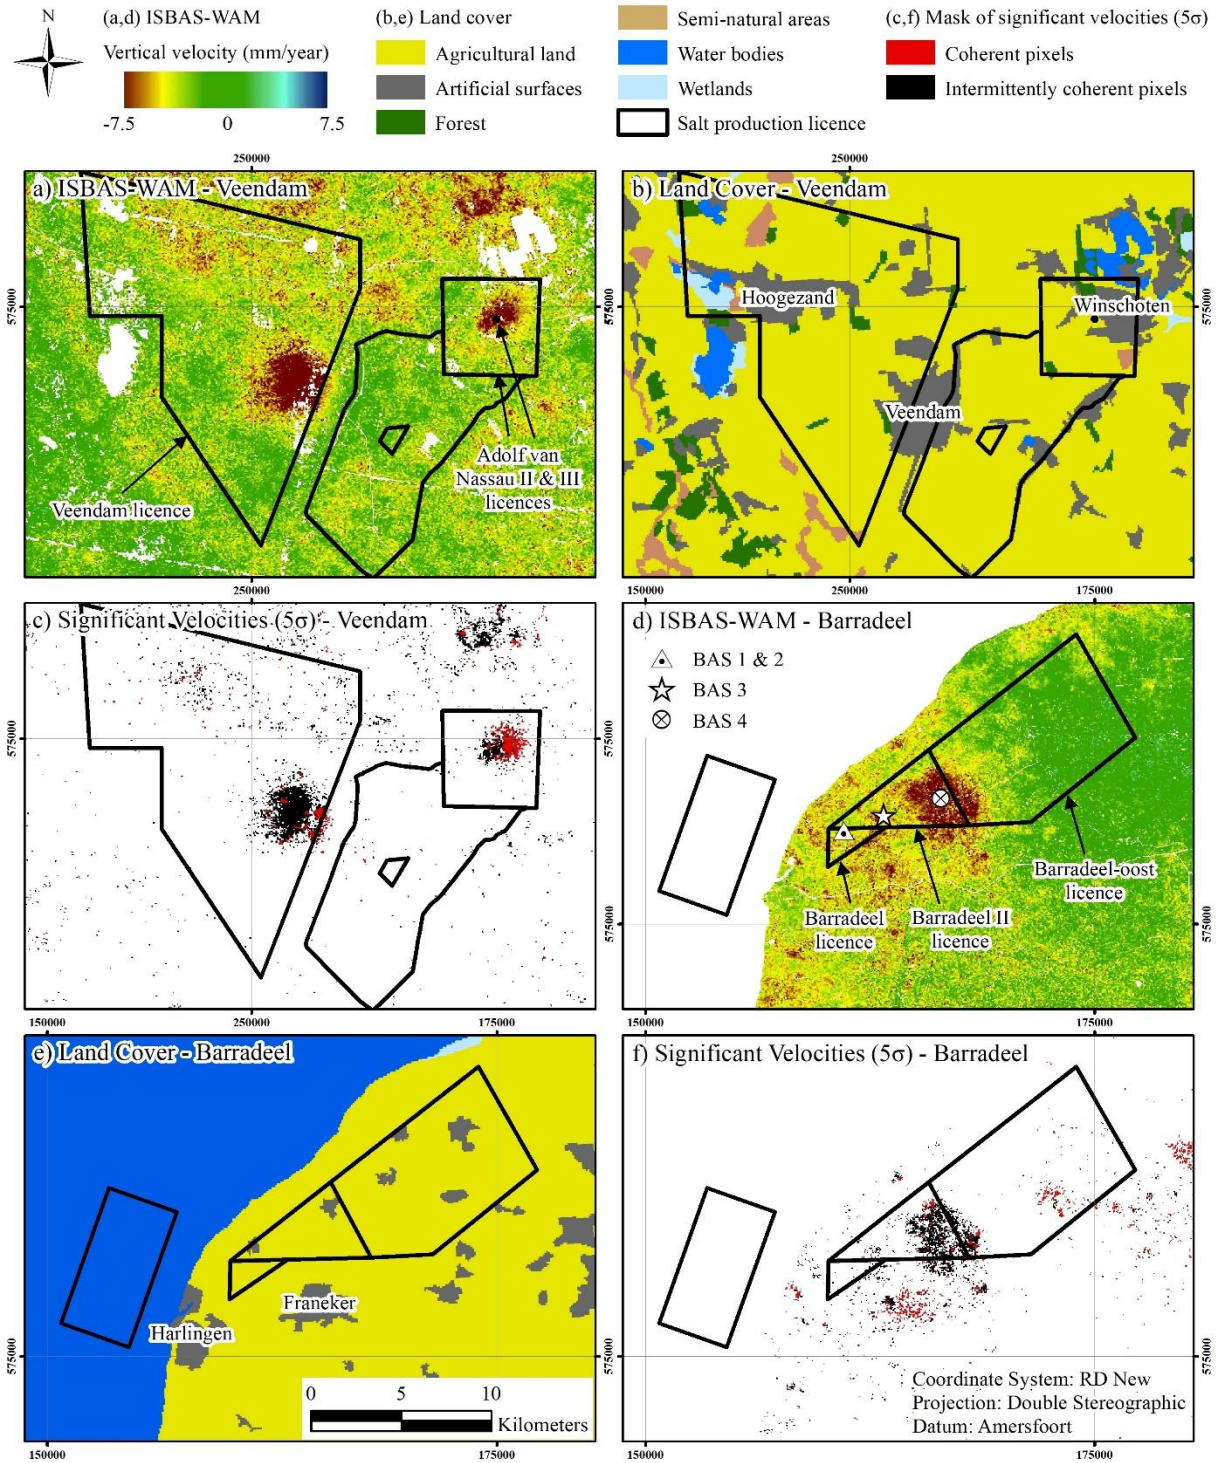 N
(a,d) ISBAS-WAM
Vertical velocity (mm/year)
-7.5 0 7.5
(b,e) Land cover
Agricultural land
Artificial surfaces
Forest
Semi-natural areas
Water bodies
Wetlands
Salt production licence
(c,f) Mask of significant velocities (5σ)
Coherent pixels
Intermittently coherent pixels
250000
250000
a) ISBAS-WAM - Veendam
575000
Adolf van
Nassau II & III
licences
Veendam licence
250000
575000
b) Land Cover - Veendam
Hoogezand
Winschoten
Veendam
575000
575000
150000 250000 175000
c) Significant Velocities (5σ) - Veendam
575000
575000
150000 250000 175000
d) ISBAS-WAM - Barradeel
BAS 1 & 2
BAS 3
BAS 4
Barradeel
licence
Barradeel II
licence
Barradeel-oost
licence
575000
150000 175000
e) Land Cover - Barradeel
Franeker
Harlingen
575000
0 5 10
Kilometers
150000 175000
f) Significant Velocities (5σ) - Barradeel
575000
Coordinate System: RD New
Projection: Double Stereographic
Datum: Amersfoort
150000 175000